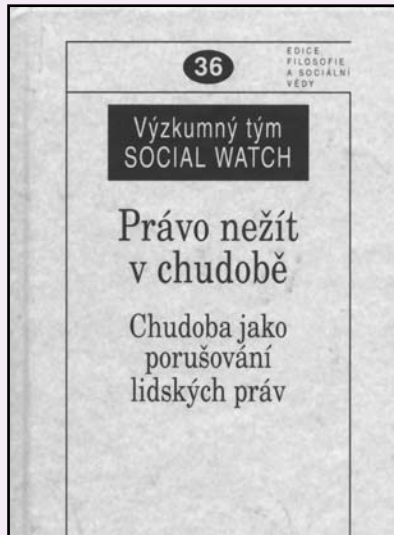 36
EDICE
FILOSOFIE
A SOCIÁLNÍ
VĚDY
Výzkumný tým
SOCIAL WATCH
Právo nežít
v chudobě
Chudoba jako
porušování
lidských práv